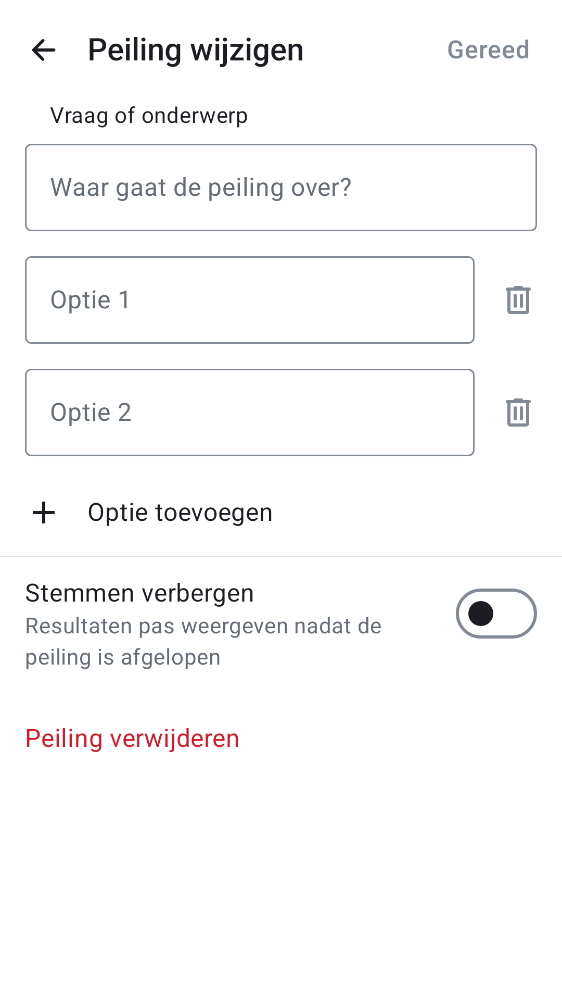 Peiling wijzigen
Gereed
Vraag of onderwerp
Waar gaat de peiling over?
Optie 1
Optie 2
Optie toevoegen
Stemmen verbergen
Resultaten pas weergeven nadat de
peiling is afgelopen
Peiling verwijderen